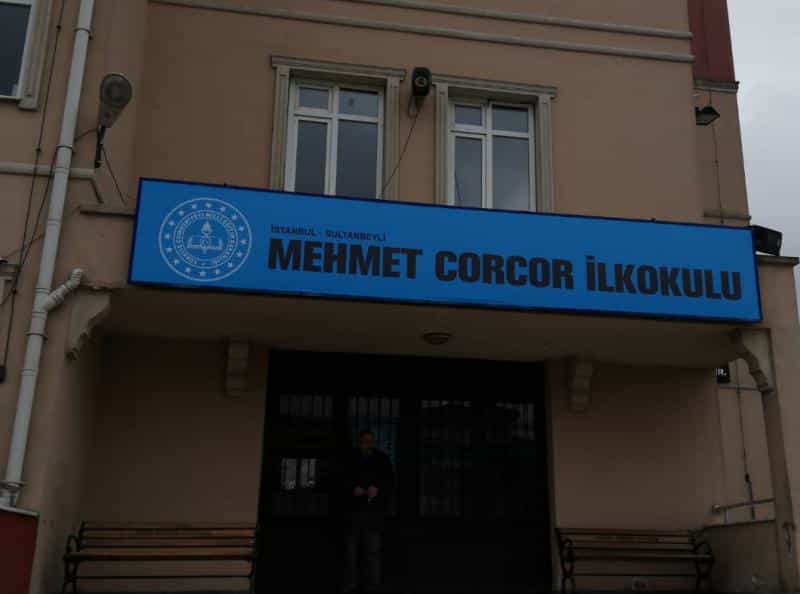 İSTANBUL - SULTANBEYLİ
MEHMET CORCOR İLKOKULU